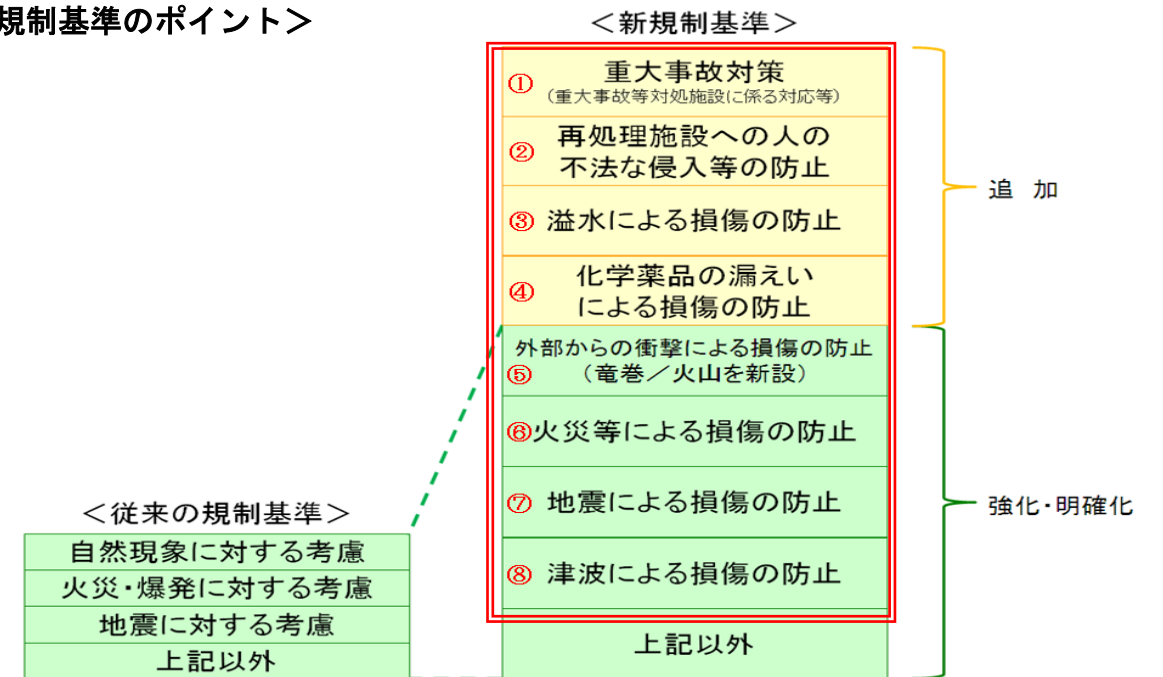 規制基準のポイント＞
＜新規制基準＞
① 重大事故対策
（重大事故等対処施設に係る対応等）
② 再処理施設への人の
不法な侵入等の防止
③ 溢水による損傷の防止
④ 化学薬品の漏えい
による損傷の防止
追 加
外部からの衝撃による損傷の防止
⑤ （竜巻／火山を新設）
⑥火災等による損傷の防止
⑦ 地震による損傷の防止
⑧ 津波による損傷の防止
上記以外
強化・明確化
＜従来の規制基準＞
自然現象に対する考慮
火災・爆発に対する考慮
地震に対する考慮
上記以外